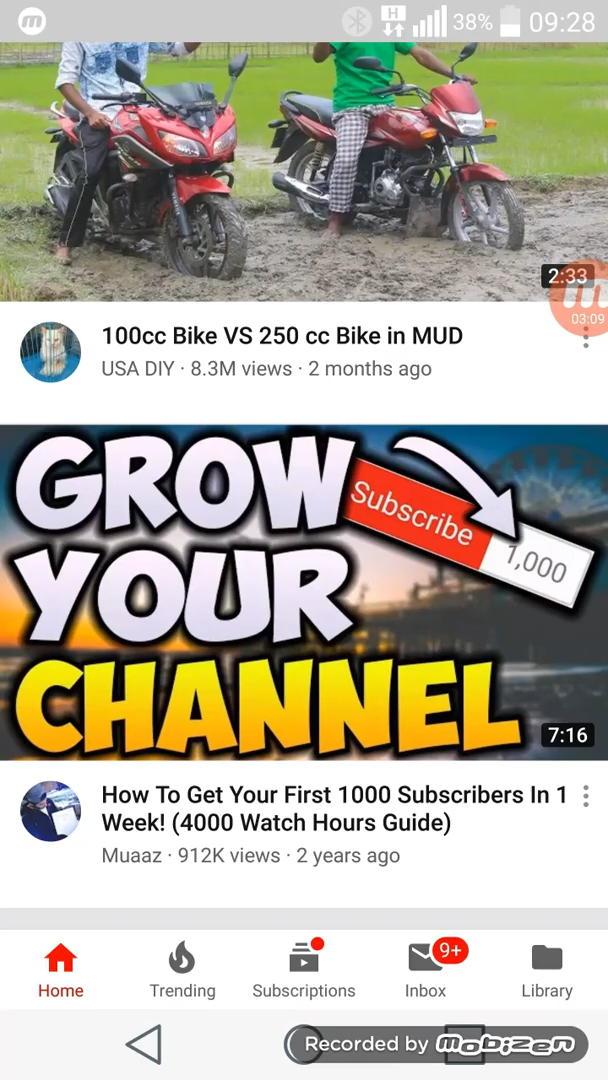 H 38% 09:28
2:33
m
03:09
100cc Bike VS 250 cc Bike in MUD
USA DIY · 8.3M views · 2 months ago
GROW
YOUR
CHANNEL
Subscribe
1,000
7:16
How To Get Your First 1000 Subscribers In 1
Week! (4000 Watch Hours Guide)
Muaaz · 912K views · 2 years ago
9+
Home Trending Subscriptions Inbox Library
Recorded by mobizen